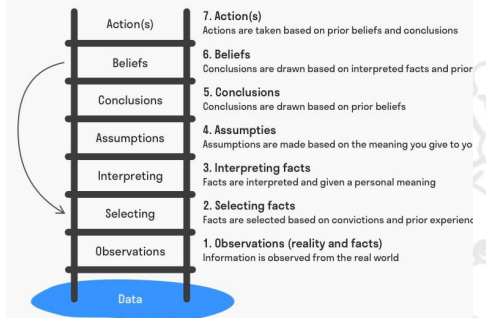 Action(s)
Beliefs
Conclusions
Assumptions
Interpreting
Selecting
Observations
Data
7. Action(s)
Actions are taken based on prior beliefs and conclusions
6. Beliefs
Conclusions are drawn based on interpreted facts and prior
5. Conclusions
Conclusions are drawn based on prior beliefs
4. Assumpties
Assumptions are made based on the meaning you give to yo
3. Interpreting facts
Facts are interpreted and given a personal meaning
2. Selecting facts
Facts are selected based on convictions and prior experienc
1. Observations (reality and facts)
Information is observed from the real world